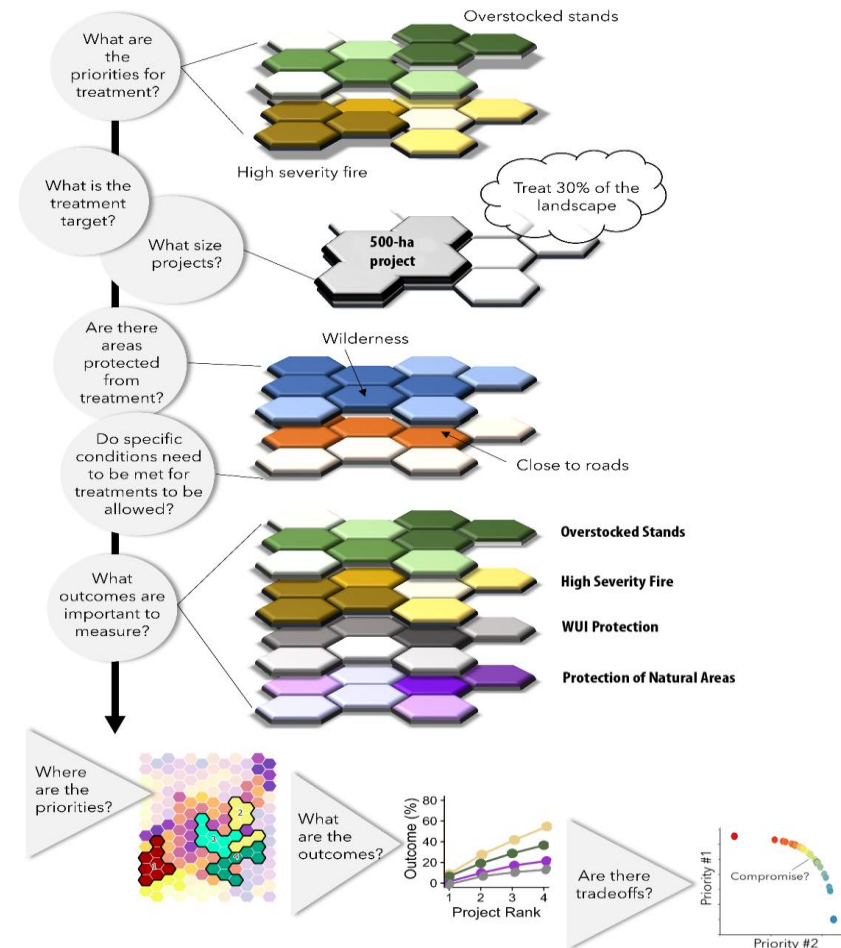 Overstocked stands
What are
the
priorities for
treatment?
High severity fire
What is the
treatment
target?
Treat 30% of the
landscape
What size
projects?
500-ha
project
Are there
areas
protected
from
treatment?
Wilderness
Do specific
conditions need
to be met for
treatments to be
allowed?
Close to roads
What
outcomes are
important to
measure?
Overstocked Stands
High Severity Fire
WUI Protection
Protection of Natural Areas
Where
are the
priorities?
1
2
3
4
What
are the
outcomes?
Outcome (%)
80
60
40
20
0
1 2 3 4
Project Rank
Are there
tradeoffs?
Priority #1
Compromise?
Priority #2